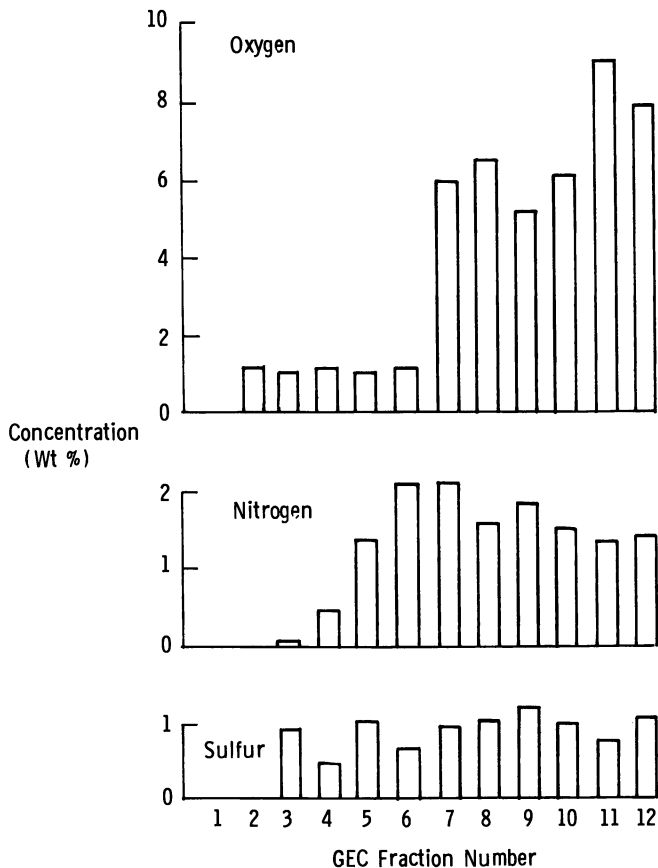 10
Oxygen
8
6
4
2
0
Concentration
(Wt %)
2
Nitrogen
1
0
1
Sulfur
0
1 2 3 4 5 6 7 8 9 10 11 12
GEC Fraction Number